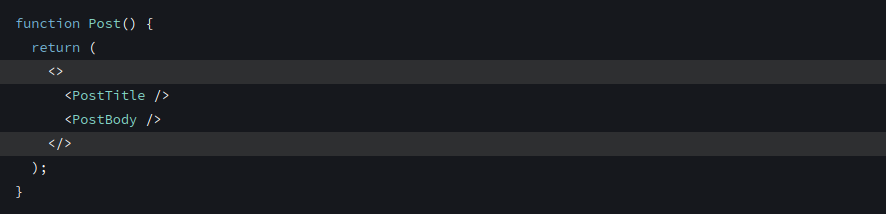 function Post() {
  return (
    <>
      <PostTitle />
      <PostBody />
    </>
  );
}